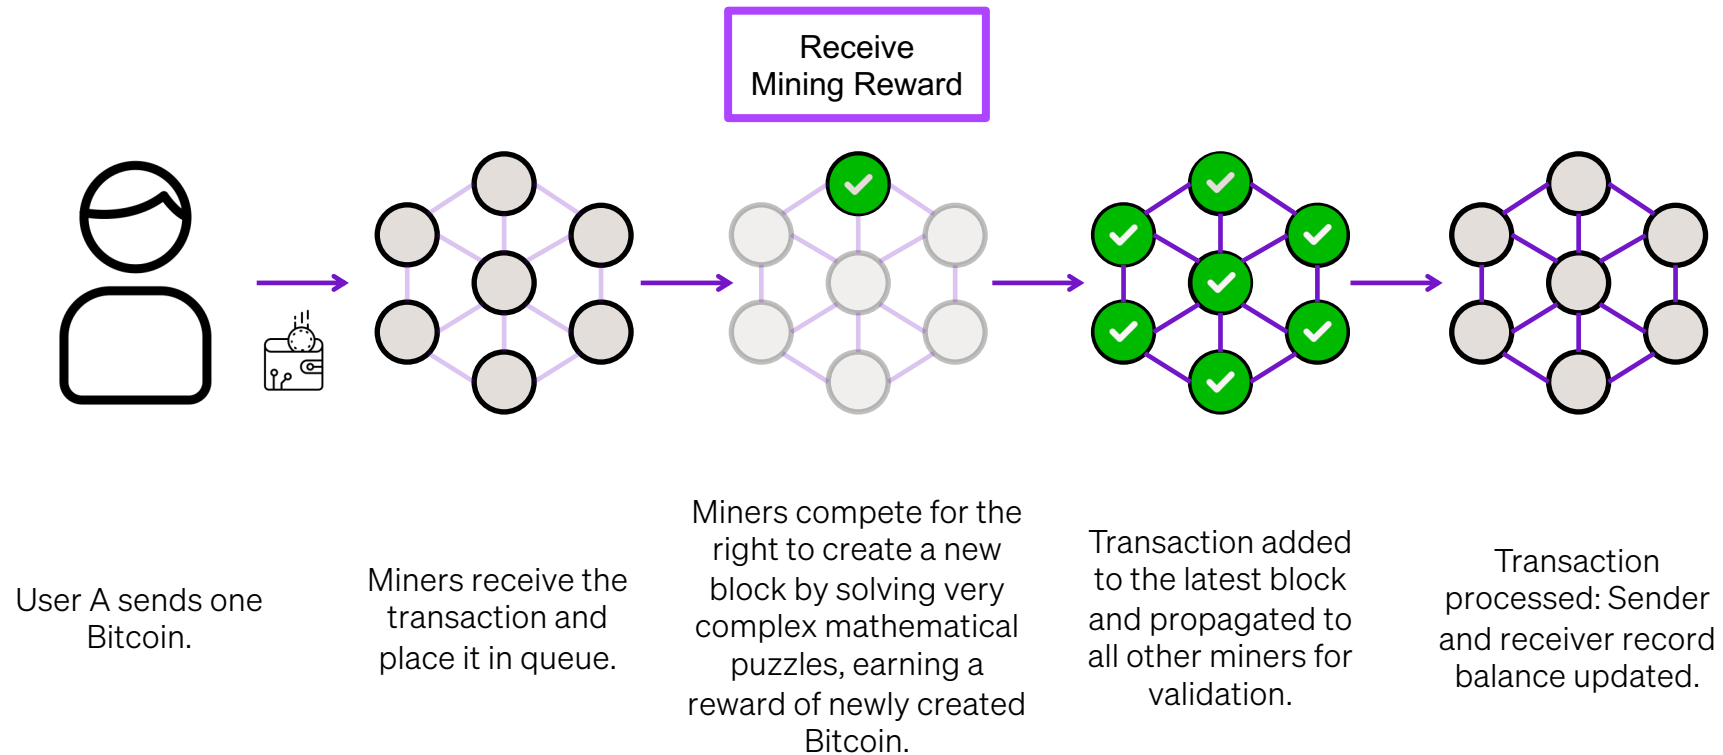 Receive
Mining Reward
User A sends one
Bitcoin.
Miners receive the
transaction and
place it in queue.
Miners compete for the
right to create a new
block by solving very
complex mathematical
puzzles, earning a
reward of newly created
Bitcoin.
Transaction added
to the latest block
and propagated to
all other miners for
validation.
Transaction
processed: Sender
and receiver record
balance updated.